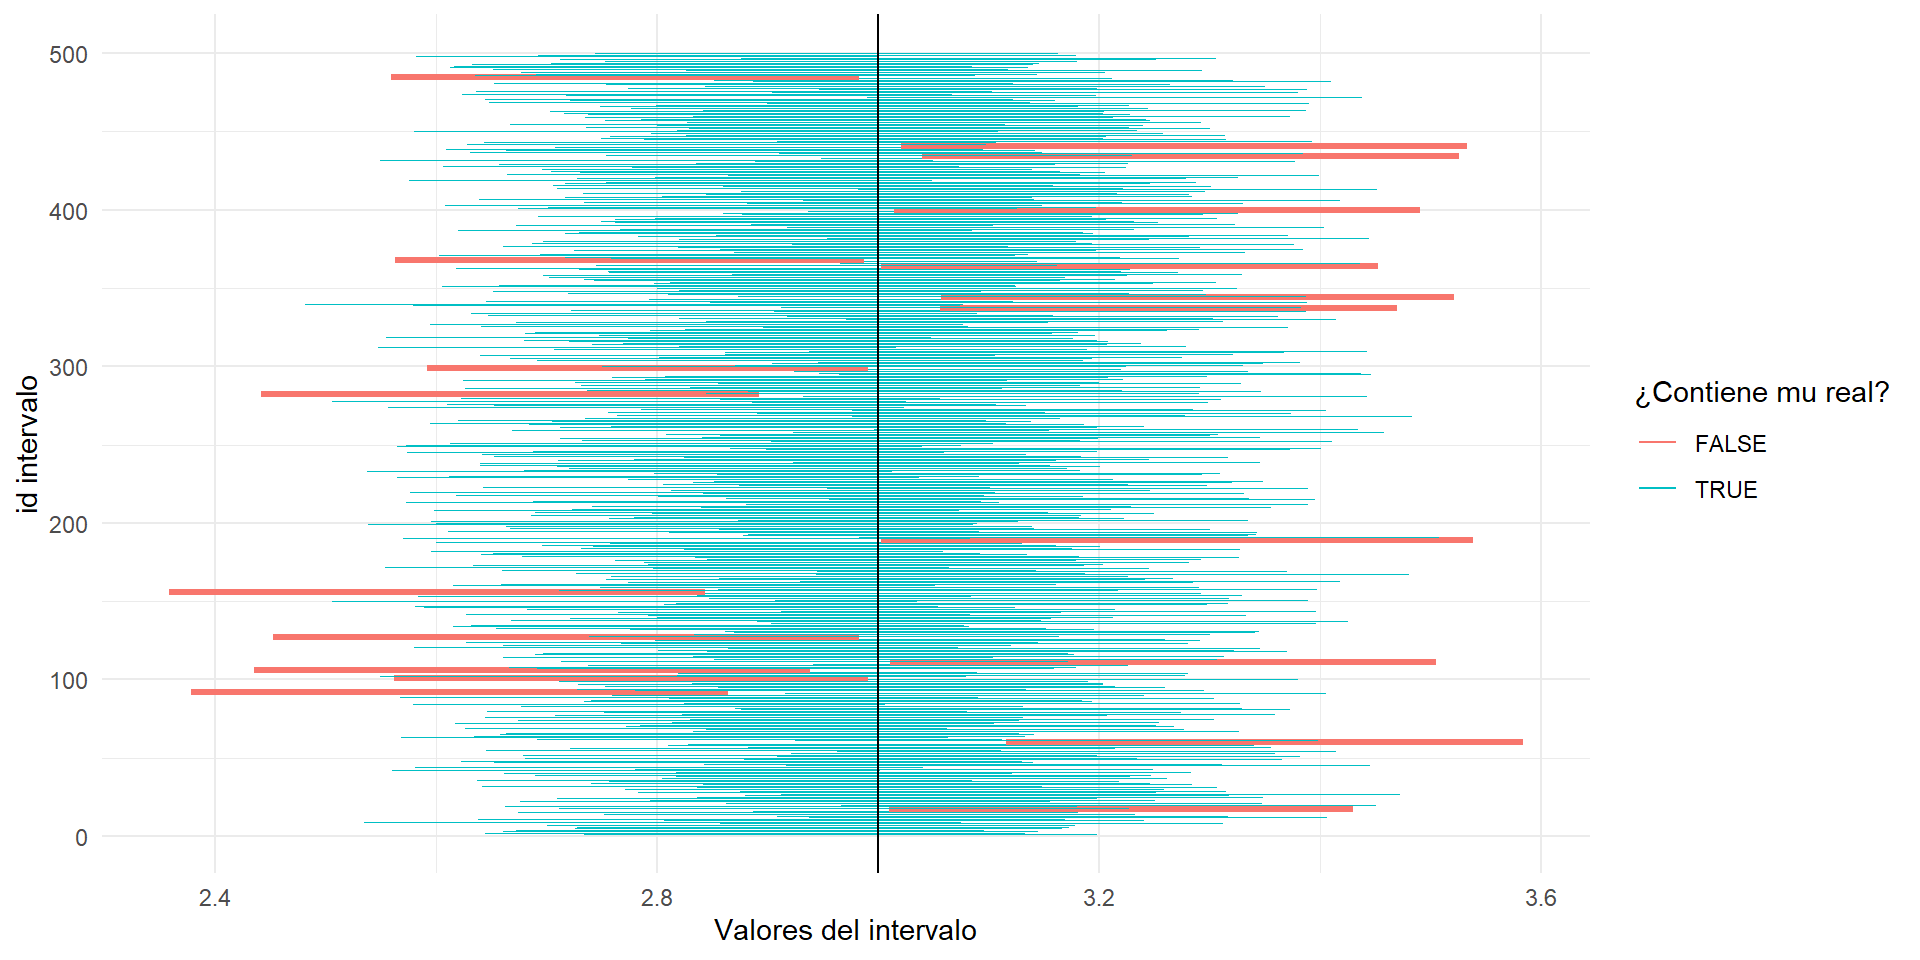 500
400
300
200
100
0
id intervalo
2.4
2.8
3.2
3.6
Valores del intervalo
¿Contiene mu real?
FALSE
TRUE